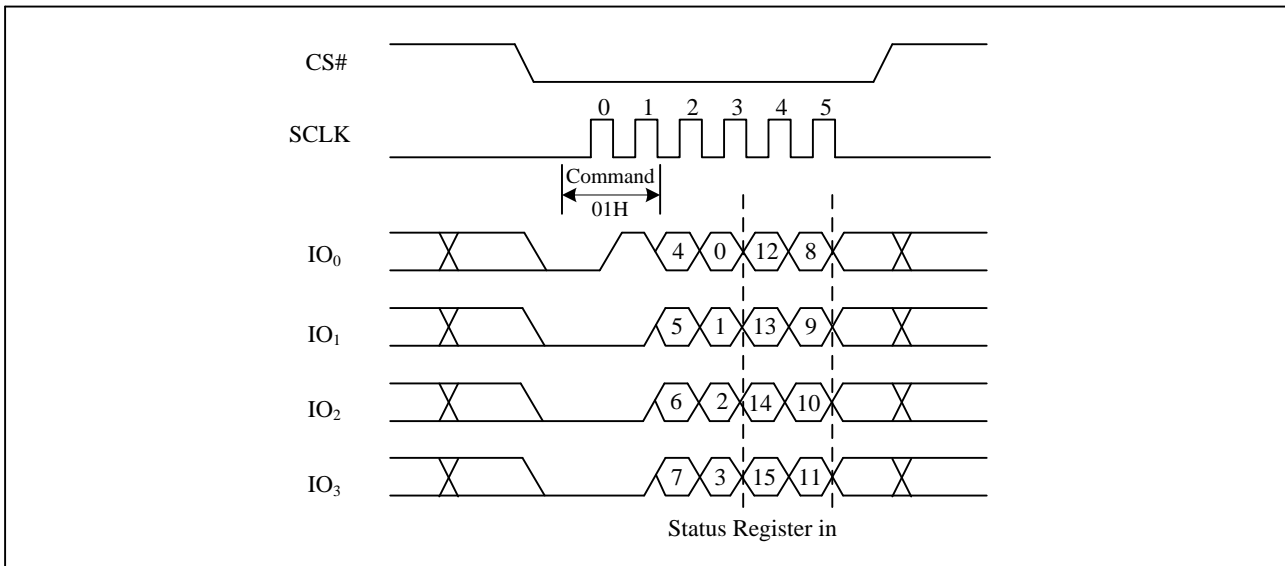 CS#
0 1 2 3 4 5
SCLK
Command
01H
IO0 4 0 12 8
IO1 5 1 13 9
IO2 6 2 14 10
IO3 7 3 15 11
Status Register in